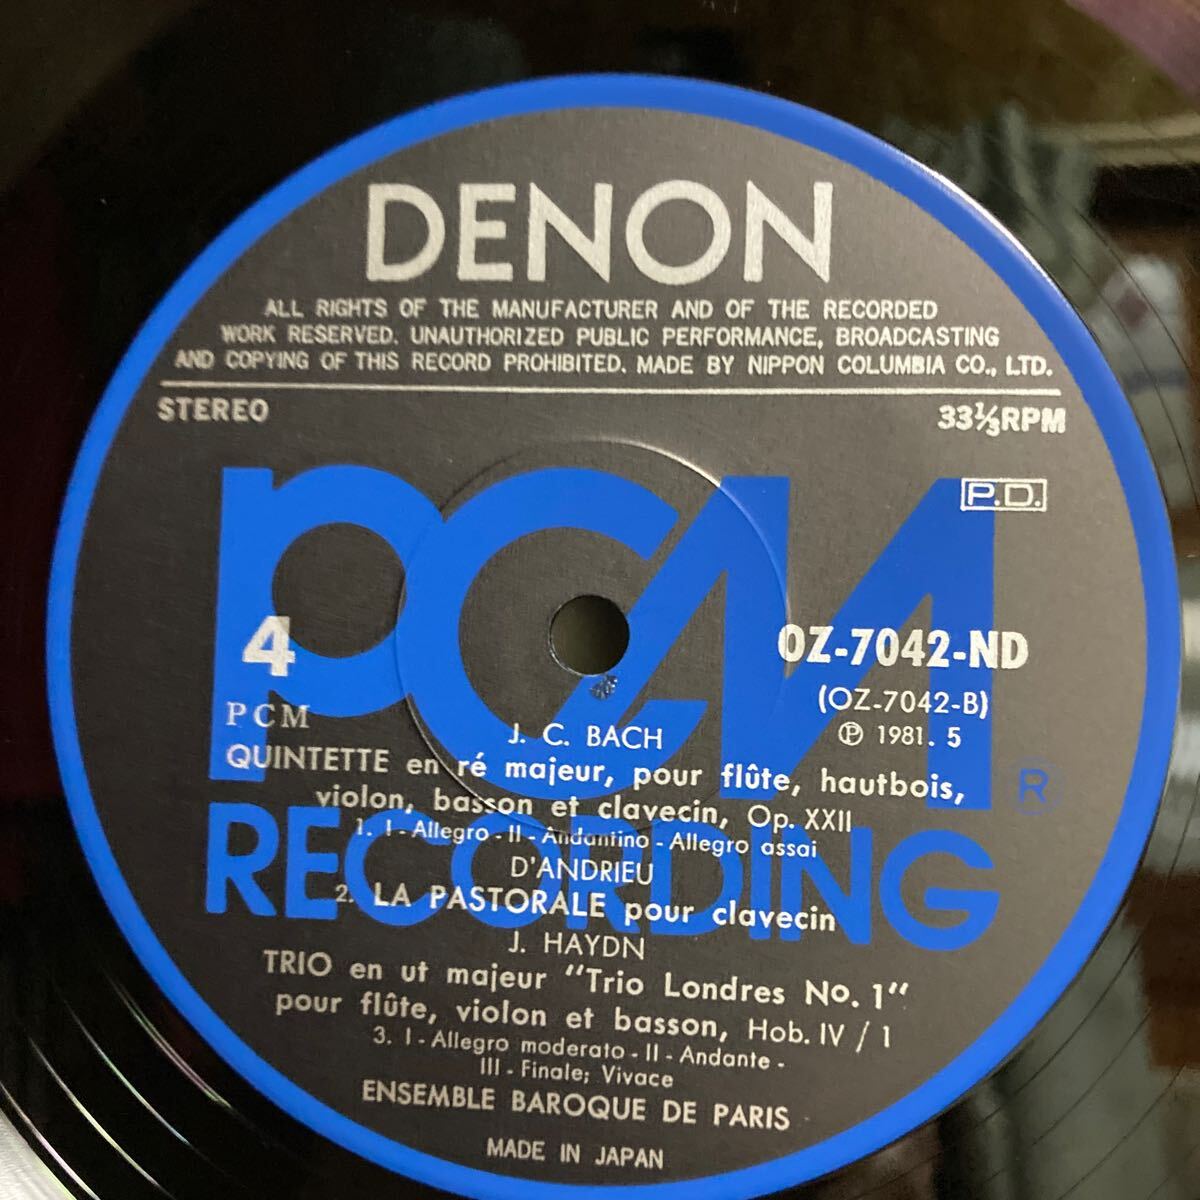 DENON
ALL RIGHTS OF THE MANUFACTURER AND OF THE RECORDED
WORK RESERVED. UNAUTHORIZED PUBLIC PERFORMANCE, BROADCASTING
AND COPYING OF THIS RECORD PROHIBITED. MADE BY NIPPON COLUMBIA CO., LTD.
STEREO
33⅓RPM
P.D.
PCM
RECORDING
®
4
PCM
OZ-7042-ND
(OZ-7042-B)
℗ 1981. 5
J. C. BACH
QUINTETTE en ré majeur, pour flûte, hautbois,
violon, basson et clavecin, Op. XXII
1. I - Allegro - II - Andantino - Allegro assai
D'ANDRIEU
2. LA PASTORALE pour clavecin
J. HAYDN
TRIO en ut majeur "Trio Londres No. 1"
pour flûte, violon et basson, Hob. IV / 1
3. I - Allegro moderato - II - Andante -
III - Finale; Vivace
ENSEMBLE BAROQUE DE PARIS
MADE IN JAPAN